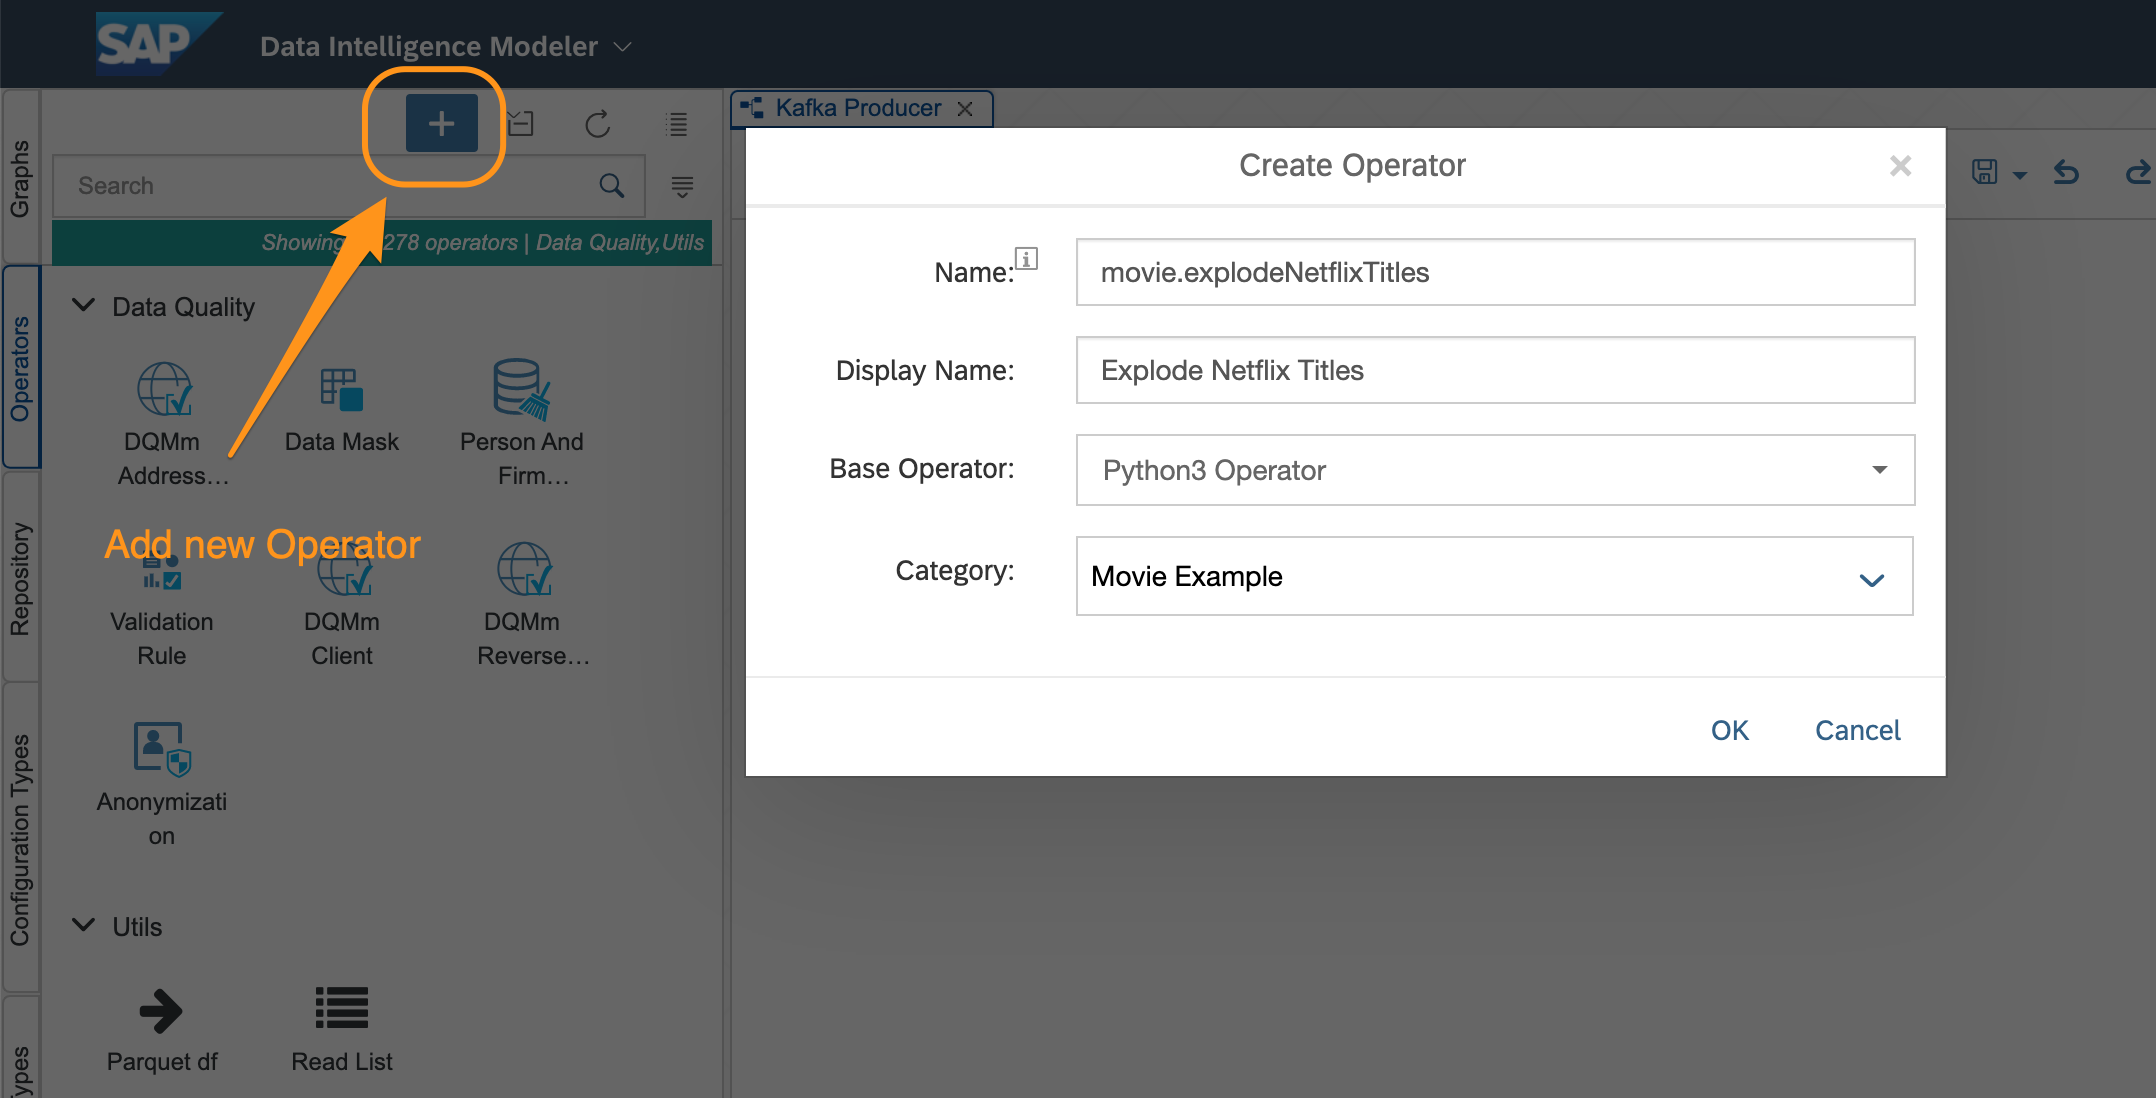 SAP
Data Intelligence Modeler
Graphs
Operators
Repository
Configuration Types
ypes
Search
Showing 278 operators | Data Quality,Utils
Data Quality
DQMm
Address...
Data Mask
Person And
Firm...
Add new Operator
Validation
Rule
DQMm
Client
DQMm
Reverse...
Anonymizati
on
Utils
Parquet df
Read List
Kafka Producer
Create Operator
Name:
movie.explodeNetflixTitles
Display Name:
Explode Netflix Titles
Base Operator:
Python3 Operator
Category:
Movie Example
OK
Cancel